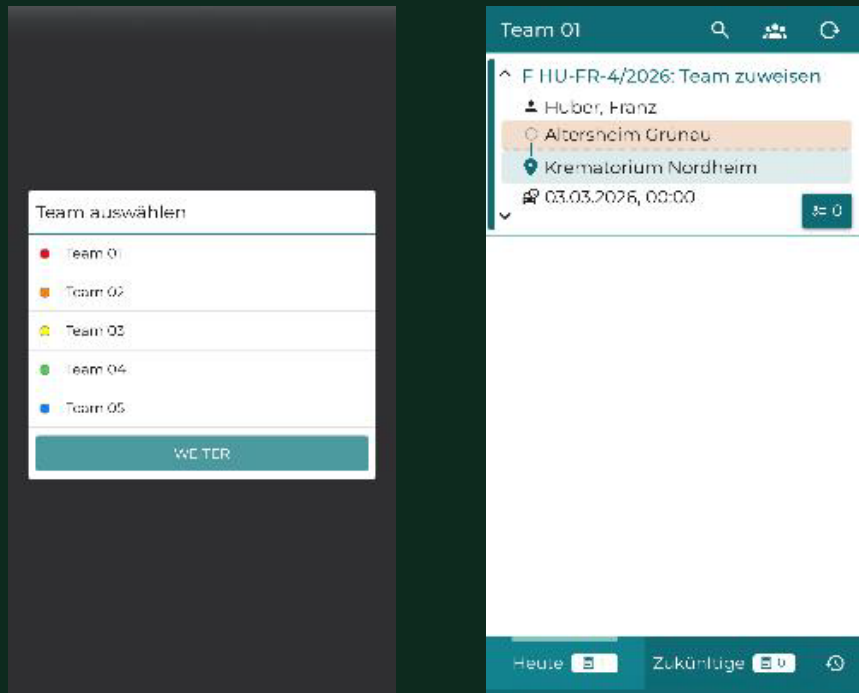 Team auswählen
Team 01
Team 02
Team 03
Team 04
Team 05
WEITER
Team 01
F HU-FR-4/2026: Team zuweisen
Huber, Franz
Altersheim Grünau
Krematorium Nordheim
03.03.2026, 00:00
0
Heute
Zukünftige 0